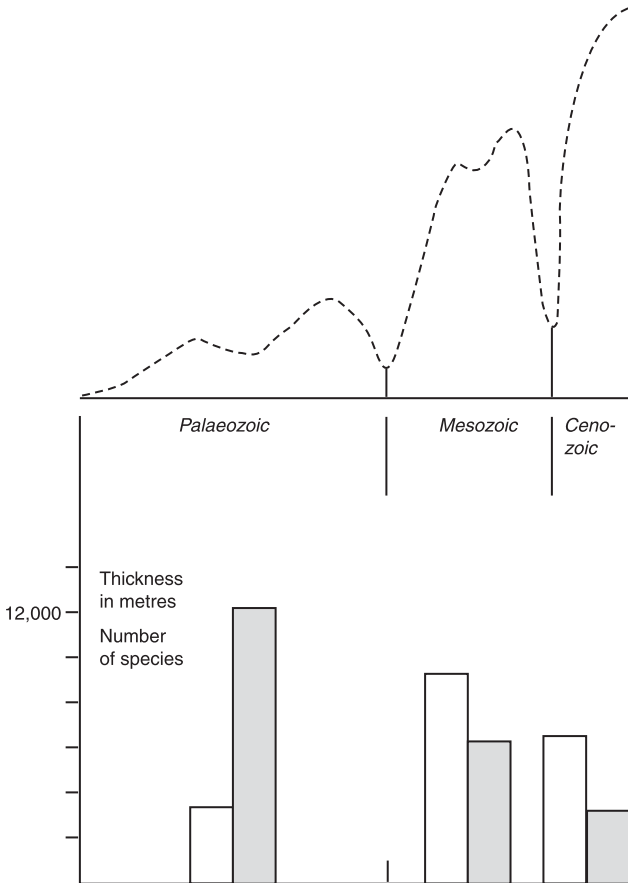 Palaeozoic
Mesozoic
Ceno-
zoic
Thickness
in metres
12,000
Number
of species